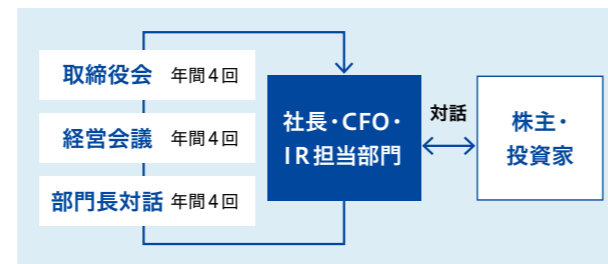 取締役会 年間4回
経営会議 年間4回
部門長対話 年間4回
社長・CFO・
IR担当部門
対話
株主・
投資家